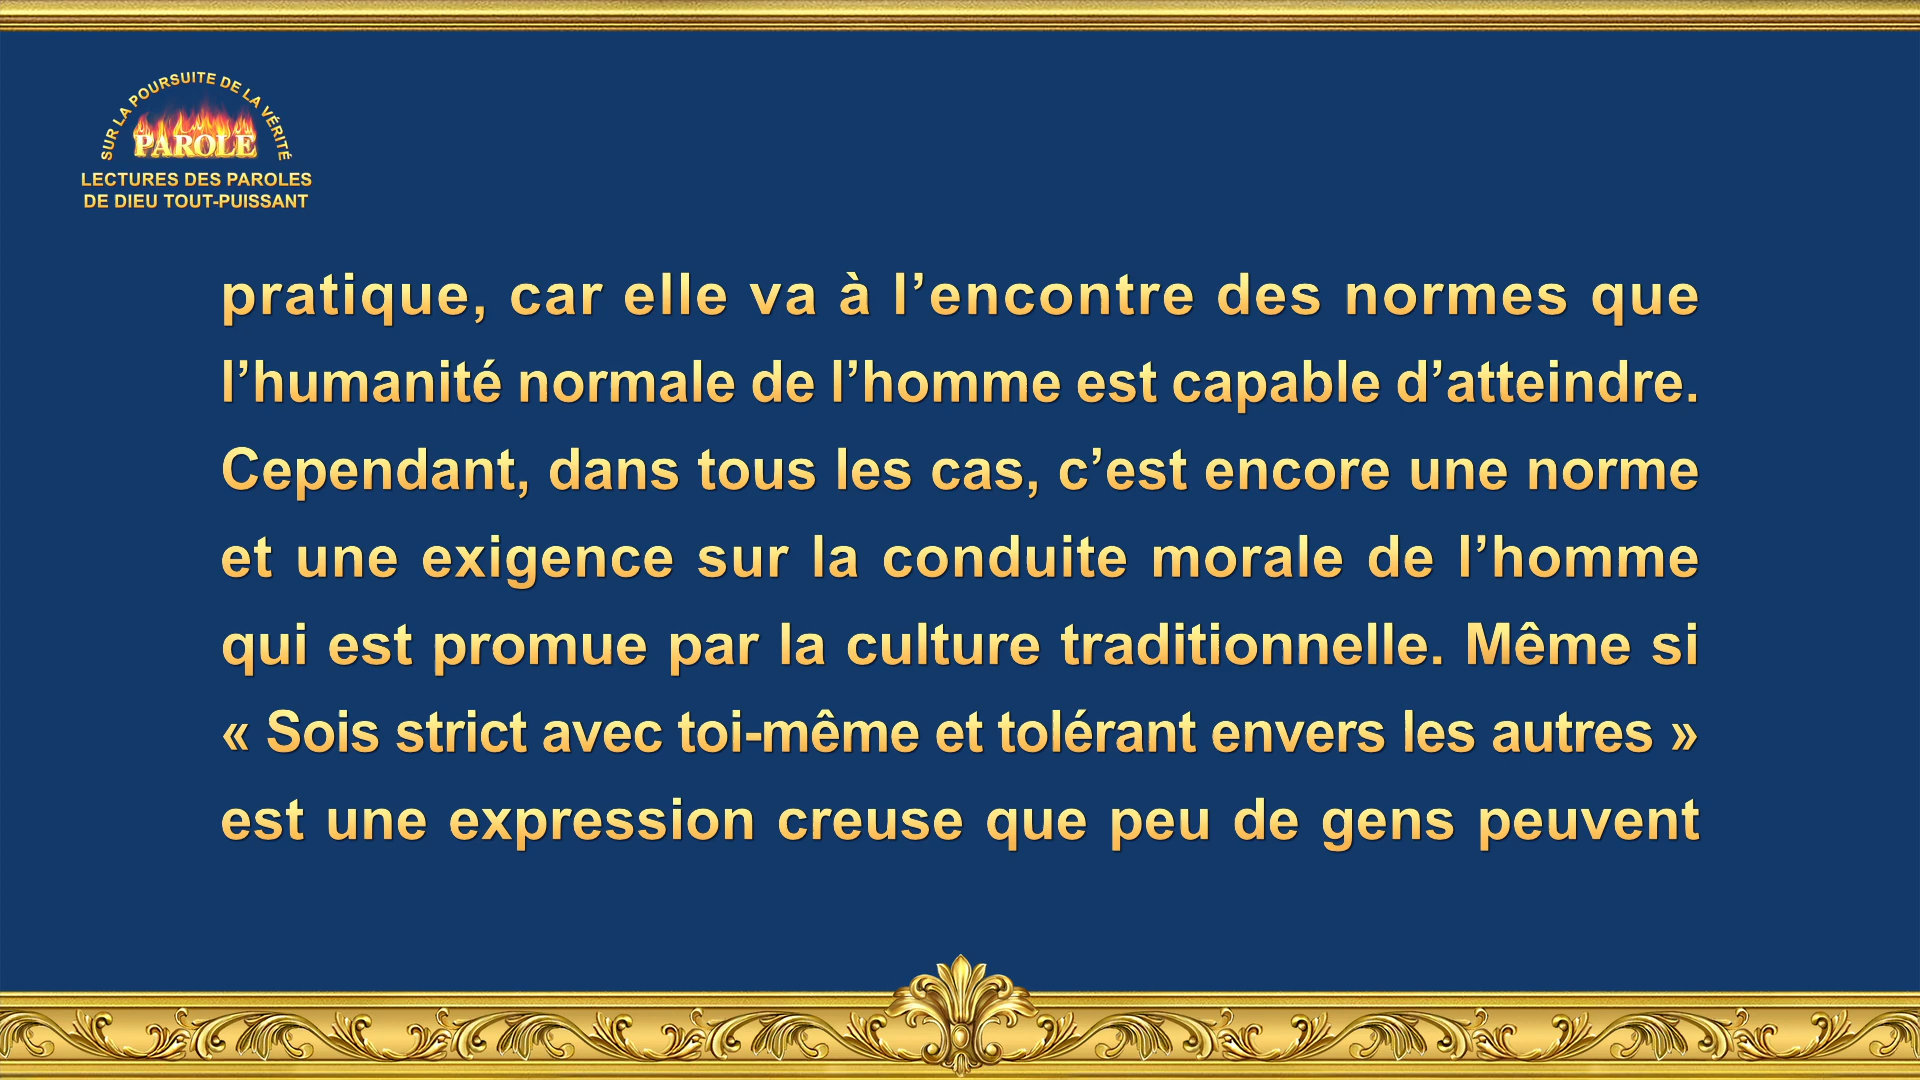 SUR LA POURSUITE DE LA VÉRITÉ
PAROLE
LECTURES DES PAROLES
DE DIEU TOUT-PUISSANT
pratique, car elle va à l’encontre des normes que
l’humanité normale de l’homme est capable d’atteindre.
Cependant, dans tous les cas, c’est encore une norme
et une exigence sur la conduite morale de l’homme
qui est promue par la culture traditionnelle. Même si
« Sois strict avec toi-même et tolérant envers les autres »
est une expression creuse que peu de gens peuvent